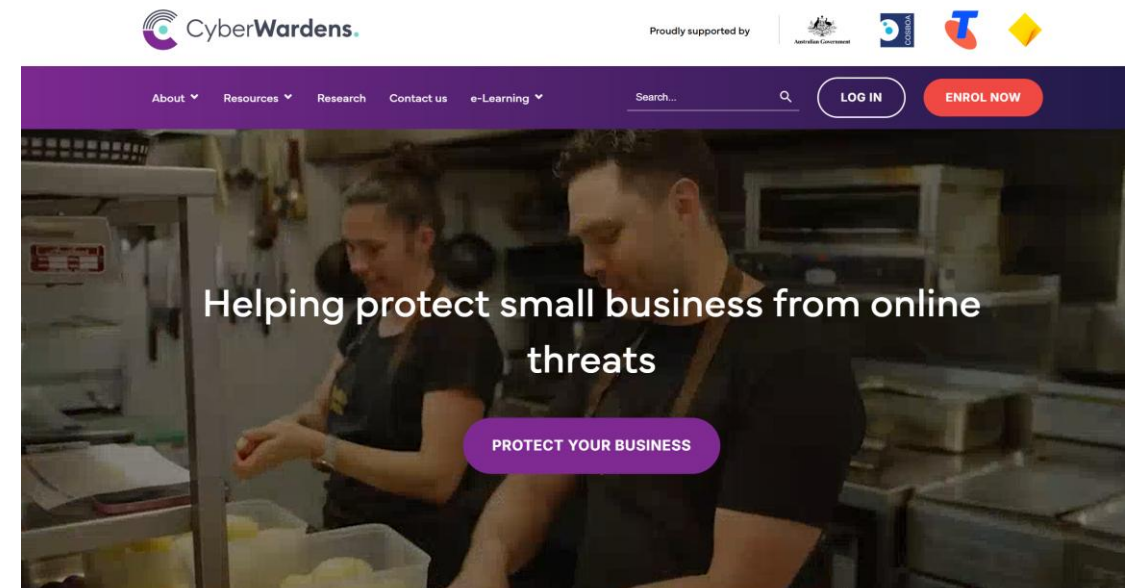 CyberWardens.
Proudly supported by
Australian Government
COSBOA
About
Resources
Research
Contact us
e-Learning
Search...
LOG IN
ENROL NOW
Helping protect small business from online
threats
PROTECT YOUR BUSINESS